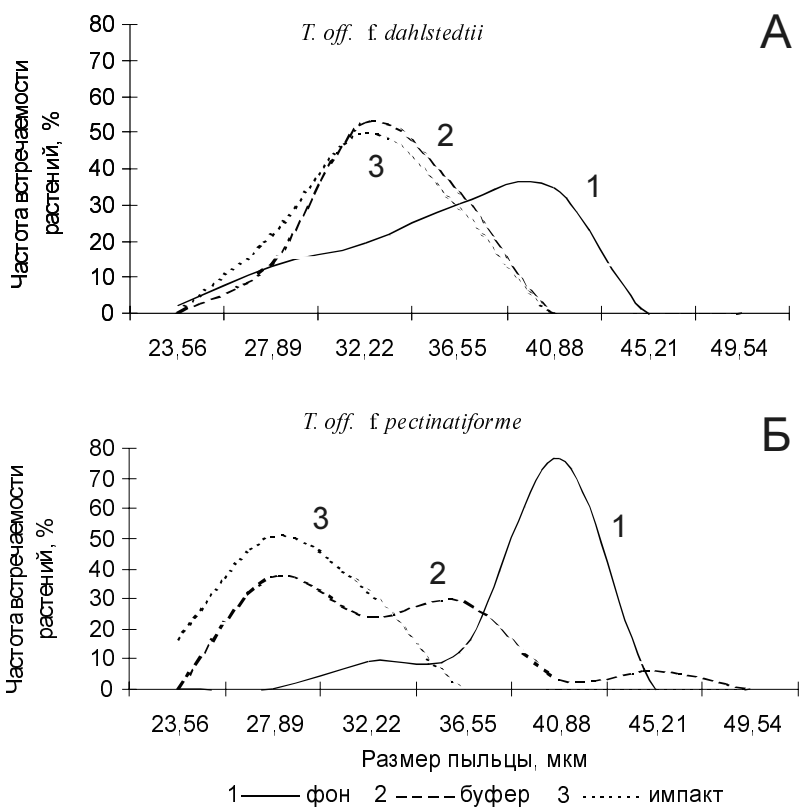 T. off. f. dahlstedtii
А
Частота встречаемости растений, %
80
70
60
50
40
30
20
10
0
2
3
1
23,56 27,89 32,22 36,55 40,88 45,21 49,54
T. off. f. pectinatiforme
Б
Частота встречаемости растений, %
80
70
60
50
40
30
20
10
0
3
2
1
23,56 27,89 32,22 36,55 40,88 45,21 49,54
Размер пыльцы, мкм
1 фон 2 буфер 3 импакт